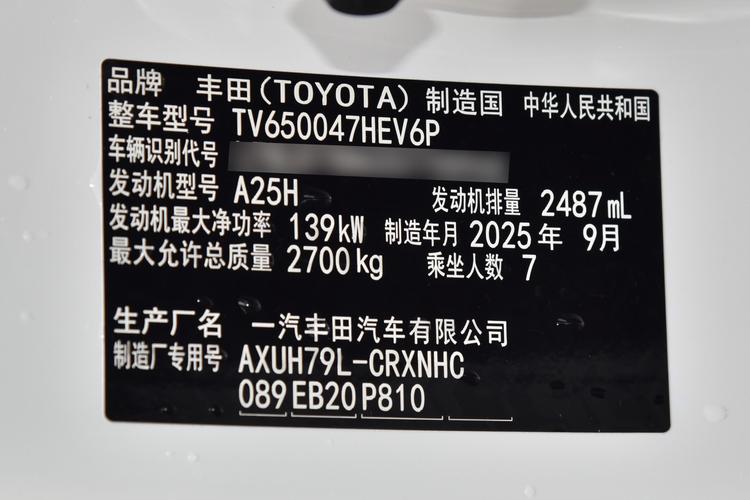 品牌 丰田(TOYOTA) 制造国 中华人民共和国
整车型号 TV650047HEV6P
车辆识别代号
发动机型号 A25H 发动机排量 2487mL
发动机最大净功率 139kW 制造年月 2025年 9月
最大允许总质量 2700kg 乘坐人数 7
生产厂名 一汽丰田汽车有限公司
制造厂专用号 AXUH79L-CRXNHC
089 EB20 P810